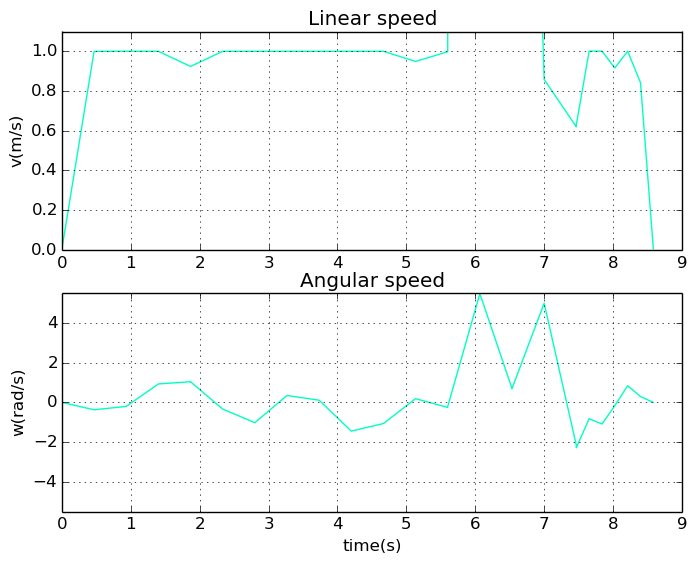 Linear speed
v(m/s)
1.0
0.8
0.6
0.4
0.2
0.0
0 1 2 3 4 5 6 7 8 9
Angular speed
w(rad/s)
4
2
0
−2
−4
0 1 2 3 4 5 6 7 8 9
time(s)